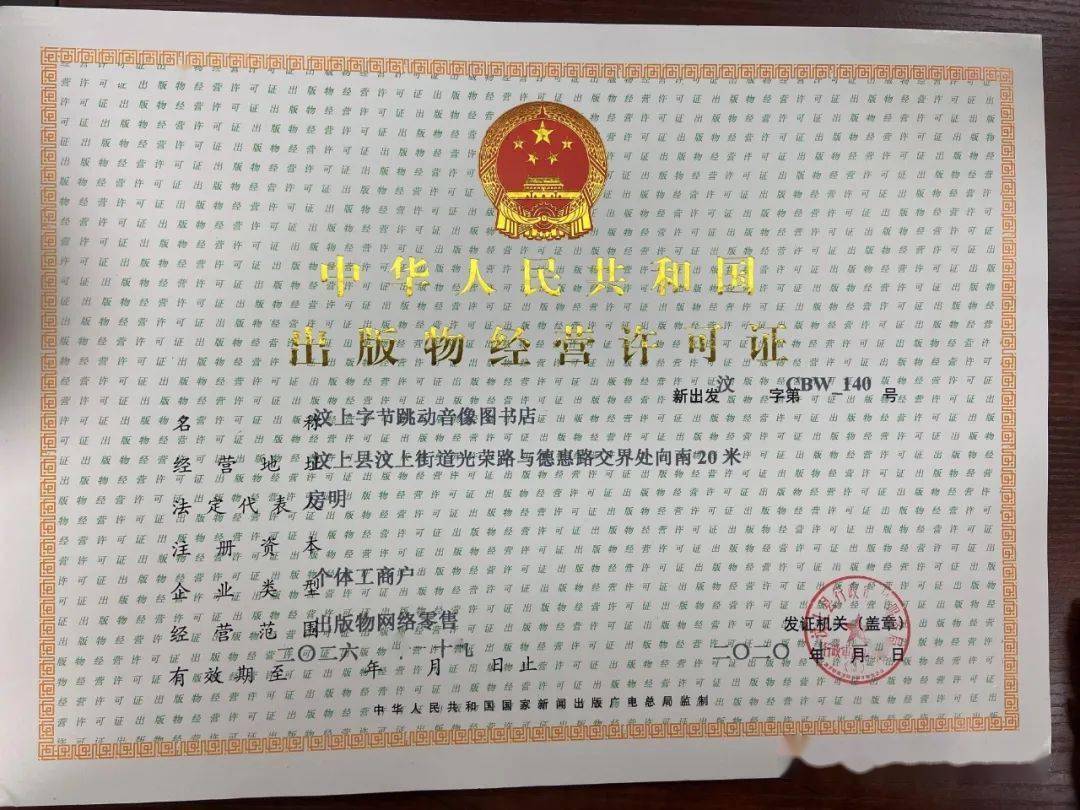 中华人民共和国
出版物经营许可证
新出发 汶 字第 CBW_140 号
名称 汶上字节跳动音像图书店
经营地址 汶上县汶上街道光荣路与德惠路交界处向南20米
法定代表人 房明
注册资本
企业类型 个体工商户
经营范围 出版物网络零售
发证机关（盖章）
有效期至 二〇二六 年 月 十九 日止
二〇二〇 年 月 日
中华人民共和国国家新闻出版广电总局监制